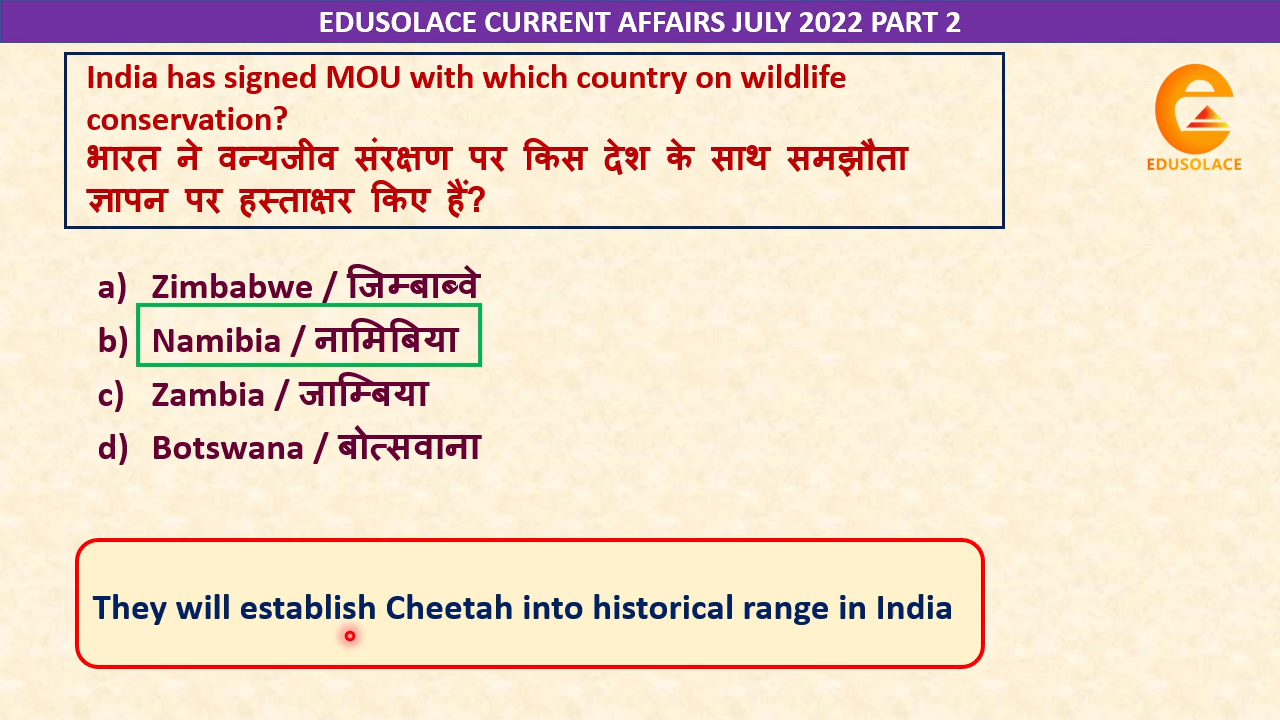 EDUSOLACE CURRENT AFFAIRS JULY 2022 PART 2
India has signed MOU with which country on wildlife
conservation?
भारत ने वन्यजीव संरक्षण पर किस देश के साथ समझौता
ज्ञापन पर हस्ताक्षर किए हैं?
EDUSOLACE
a) Zimbabwe / जिम्बाब्वे
b) Namibia / नामिबिया
c) Zambia / जाम्बिया
d) Botswana / बोत्सवाना
They will establish Cheetah into historical range in India